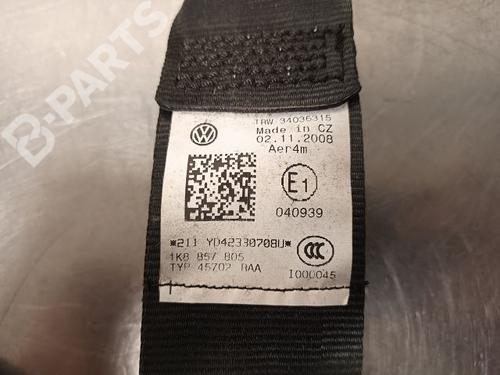 B-PARTS
TRW 34036315
Made in CZ
02.11.2008
Aer4m
E1
040939
*211 YD42330708U*
1K8 857 805
TYP 45702 RAA
CCC
I000045